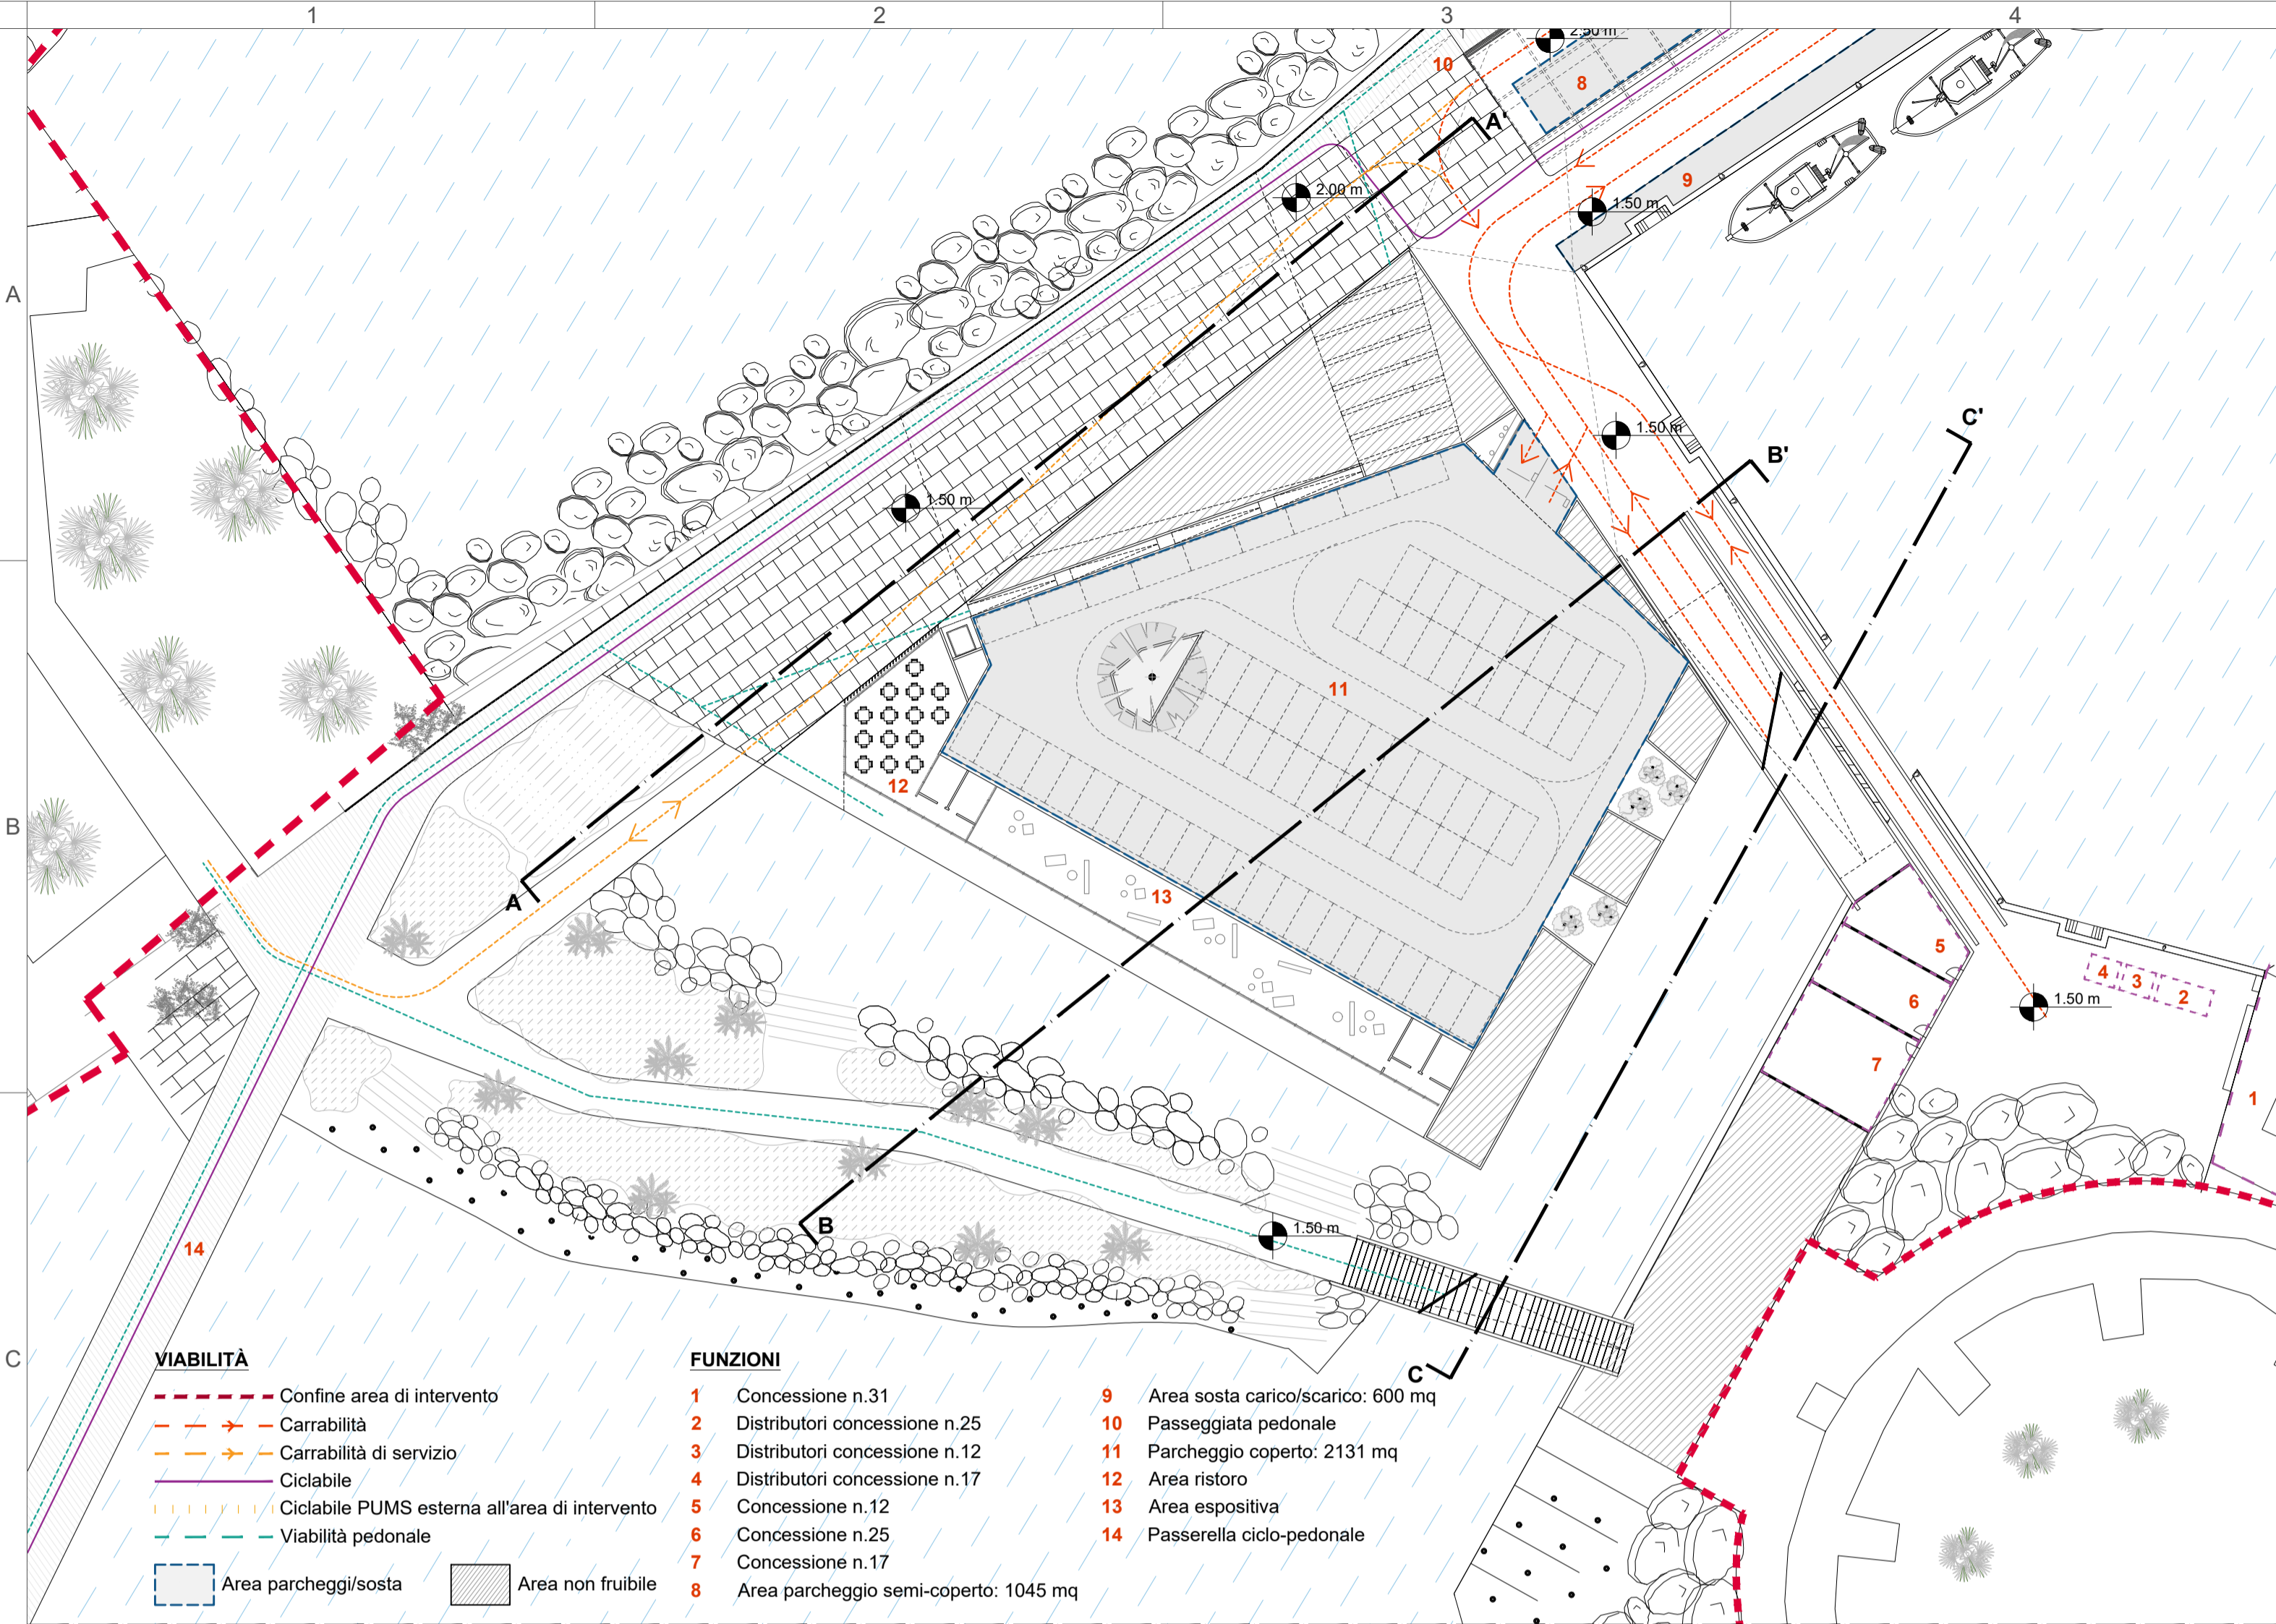 1 2 3 4
2.50 m
10
8
A'
9
2.00 m
1.50 m
A
C'
1.50 m
B'
1.50 m
11
12
B
13
A
5
4 3 2
6
1.50 m
7
1
B
1.50 m
14
C
C
VIABILITÀ
Confine area di intervento
Carrabilità
Carrabilità di servizio
Ciclabile
Ciclabile PUMS esterna all'area di intervento
Viabilità pedonale
Area parcheggi/sosta
Area non fruibile
FUNZIONI
1 Concessione n.31
2 Distributori concessione n.25
3 Distributori concessione n.12
4 Distributori concessione n.17
5 Concessione n.12
6 Concessione n.25
7 Concessione n.17
8 Area parcheggio semi-coperto: 1045 mq
9 Area sosta carico/scarico: 600 mq
10 Passeggiata pedonale
11 Parcheggio coperto: 2131 mq
12 Area ristoro
13 Area espositiva
14 Passerella ciclo-pedonale